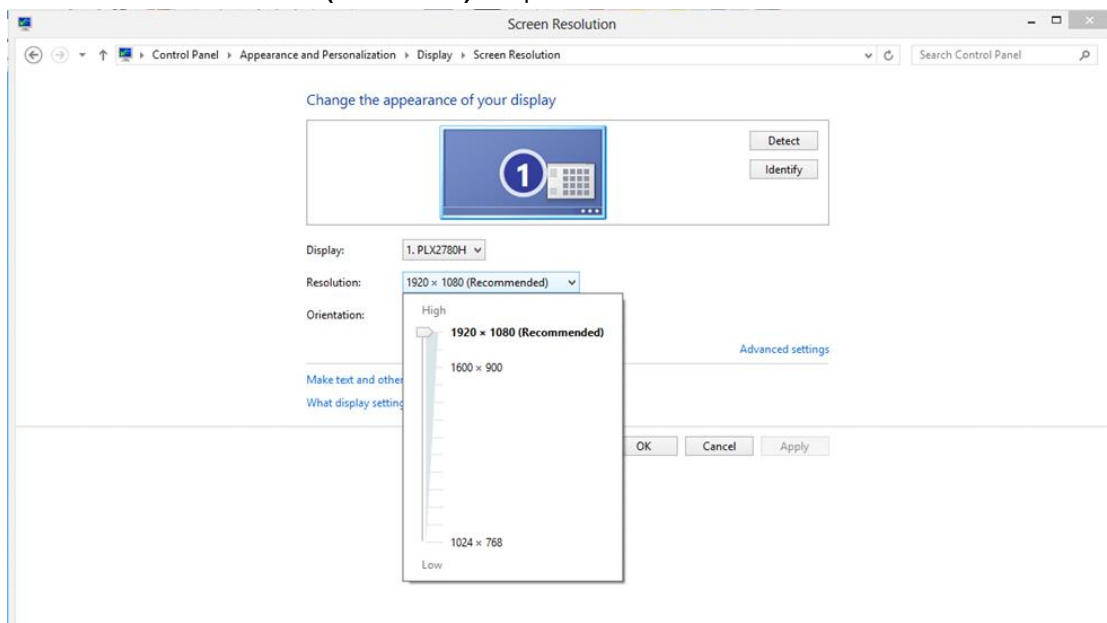 Screen Resolution
Control Panel Appearance and Personalization Display Screen Resolution
Search Control Panel
Change the appearance of your display
1
Detect
Identify
Display: 1. PLX2780H
Resolution: 1920 × 1080 (Recommended)
Orientation:
High
1920 × 1080 (Recommended)
1600 × 900
1024 × 768
Low
Advanced settings
Make text and other
What display setting
OK Cancel Apply